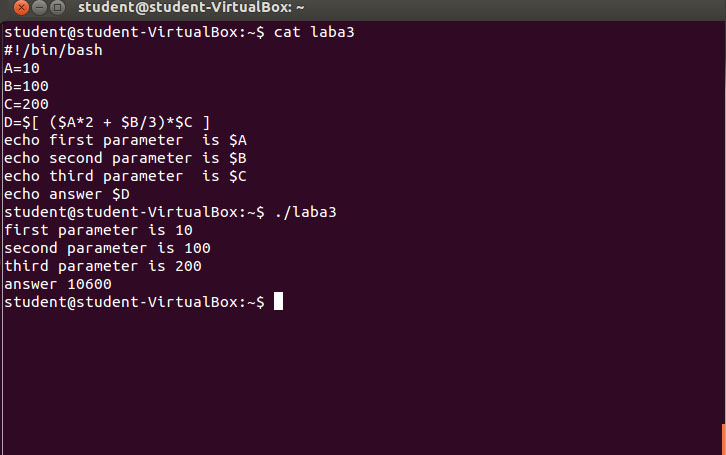 student@student-VirtualBox: ~
student@student-VirtualBox:~$ cat laba3
#!/bin/bash
A=10
B=100
C=200
D=$[ ($A*2 + $B/3)*$C ]
echo first parameter  is $A
echo second parameter is $B
echo third parameter  is $C
echo answer $D
student@student-VirtualBox:~$ ./laba3
first parameter is 10
second parameter is 100
third parameter is 200
answer 10600
student@student-VirtualBox:~$